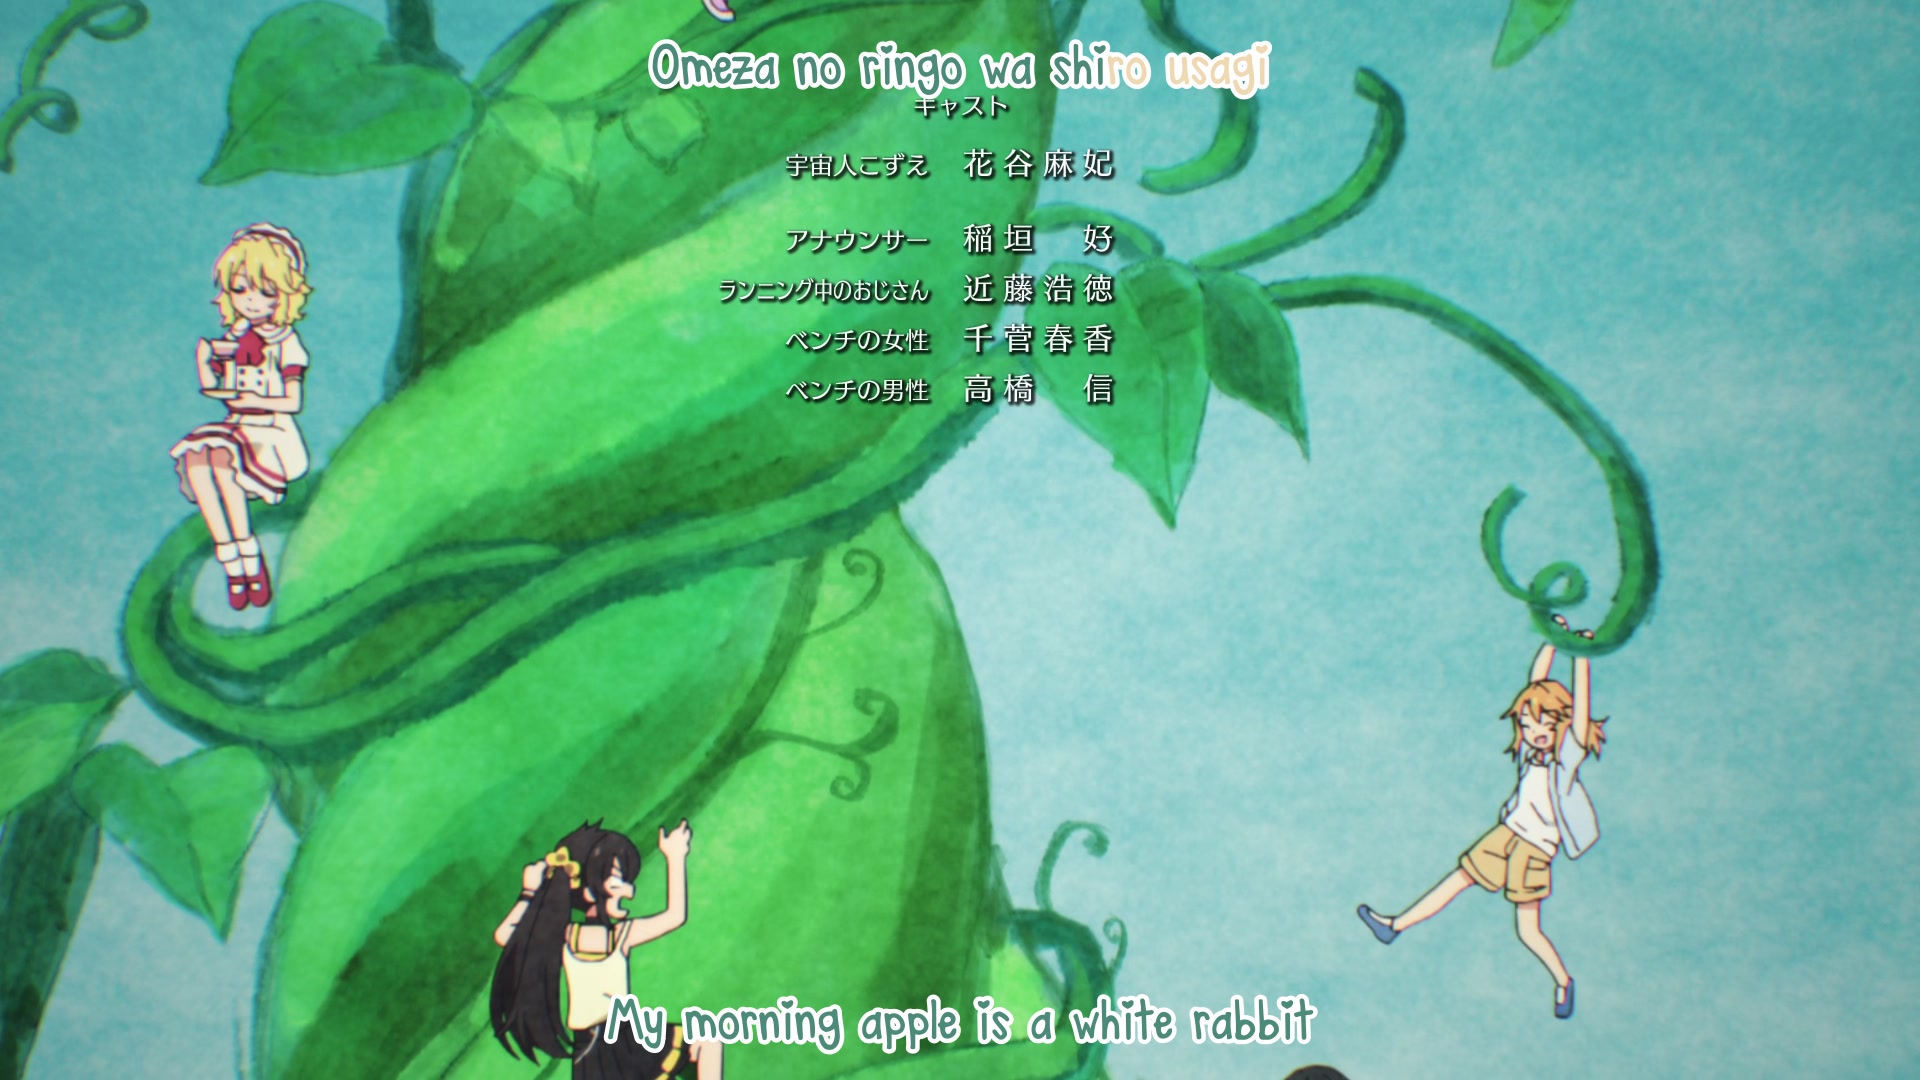 Omeza no ringo wa shiro usagi
キャスト
宇宙人こずえ 花谷麻妃
アナウンサー 稲垣 好
ランニング中のおじさん 近藤浩徳
ベンチの女性 千菅春香
ベンチの男性 高橋 信
My morning apple is a white rabbit